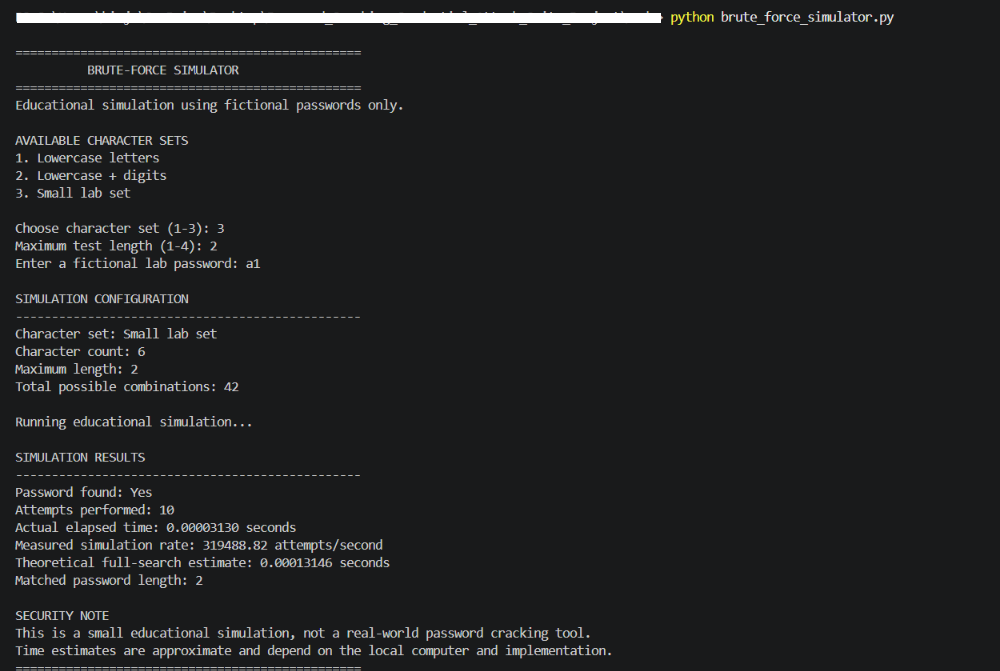 python brute_force_simulator.py
================================================
BRUTE-FORCE SIMULATOR
================================================
Educational simulation using fictional passwords only.
AVAILABLE CHARACTER SETS
1. Lowercase letters
2. Lowercase + digits
3. Small lab set
Choose character set (1-3): 3
Maximum test length (1-4): 2
Enter a fictional lab password: a1
SIMULATION CONFIGURATION
------------------------------------------------
Character set: Small lab set
Character count: 6
Maximum length: 2
Total possible combinations: 42
Running educational simulation...
SIMULATION RESULTS
------------------------------------------------
Password found: Yes
Attempts performed: 10
Actual elapsed time: 0.00003130 seconds
Measured simulation rate: 319488.82 attempts/second
Theoretical full-search estimate: 0.00013146 seconds
Matched password length: 2
SECURITY NOTE
This is a small educational simulation, not a real-world password cracking tool.
Time estimates are approximate and depend on the local computer and implementation.
================================================